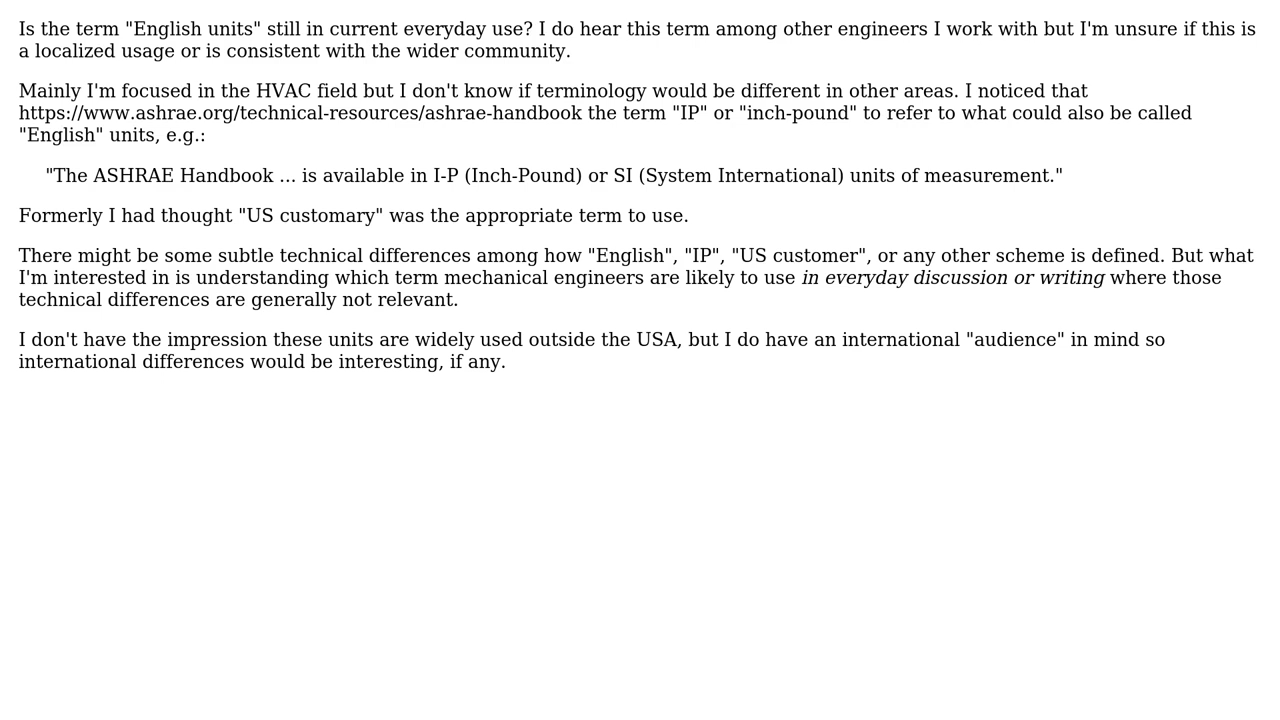 Is the term "English units" still in current everyday use? I do hear this term among other engineers I work with but I'm unsure if this is
a localized usage or is consistent with the wider community.
Mainly I'm focused in the HVAC field but I don't know if terminology would be different in other areas. I noticed that
https://www.ashrae.org/technical-resources/ashrae-handbook the term "IP" or "inch-pound" to refer to what could also be called
"English" units, e.g.:
"The ASHRAE Handbook ... is available in I-P (Inch-Pound) or SI (System International) units of measurement."
Formerly I had thought "US customary" was the appropriate term to use.
There might be some subtle technical differences among how "English", "IP", "US customer", or any other scheme is defined. But what
I'm interested in is understanding which term mechanical engineers are likely to use in everyday discussion or writing where those
technical differences are generally not relevant.
I don't have the impression these units are widely used outside the USA, but I do have an international "audience" in mind so
international differences would be interesting, if any.